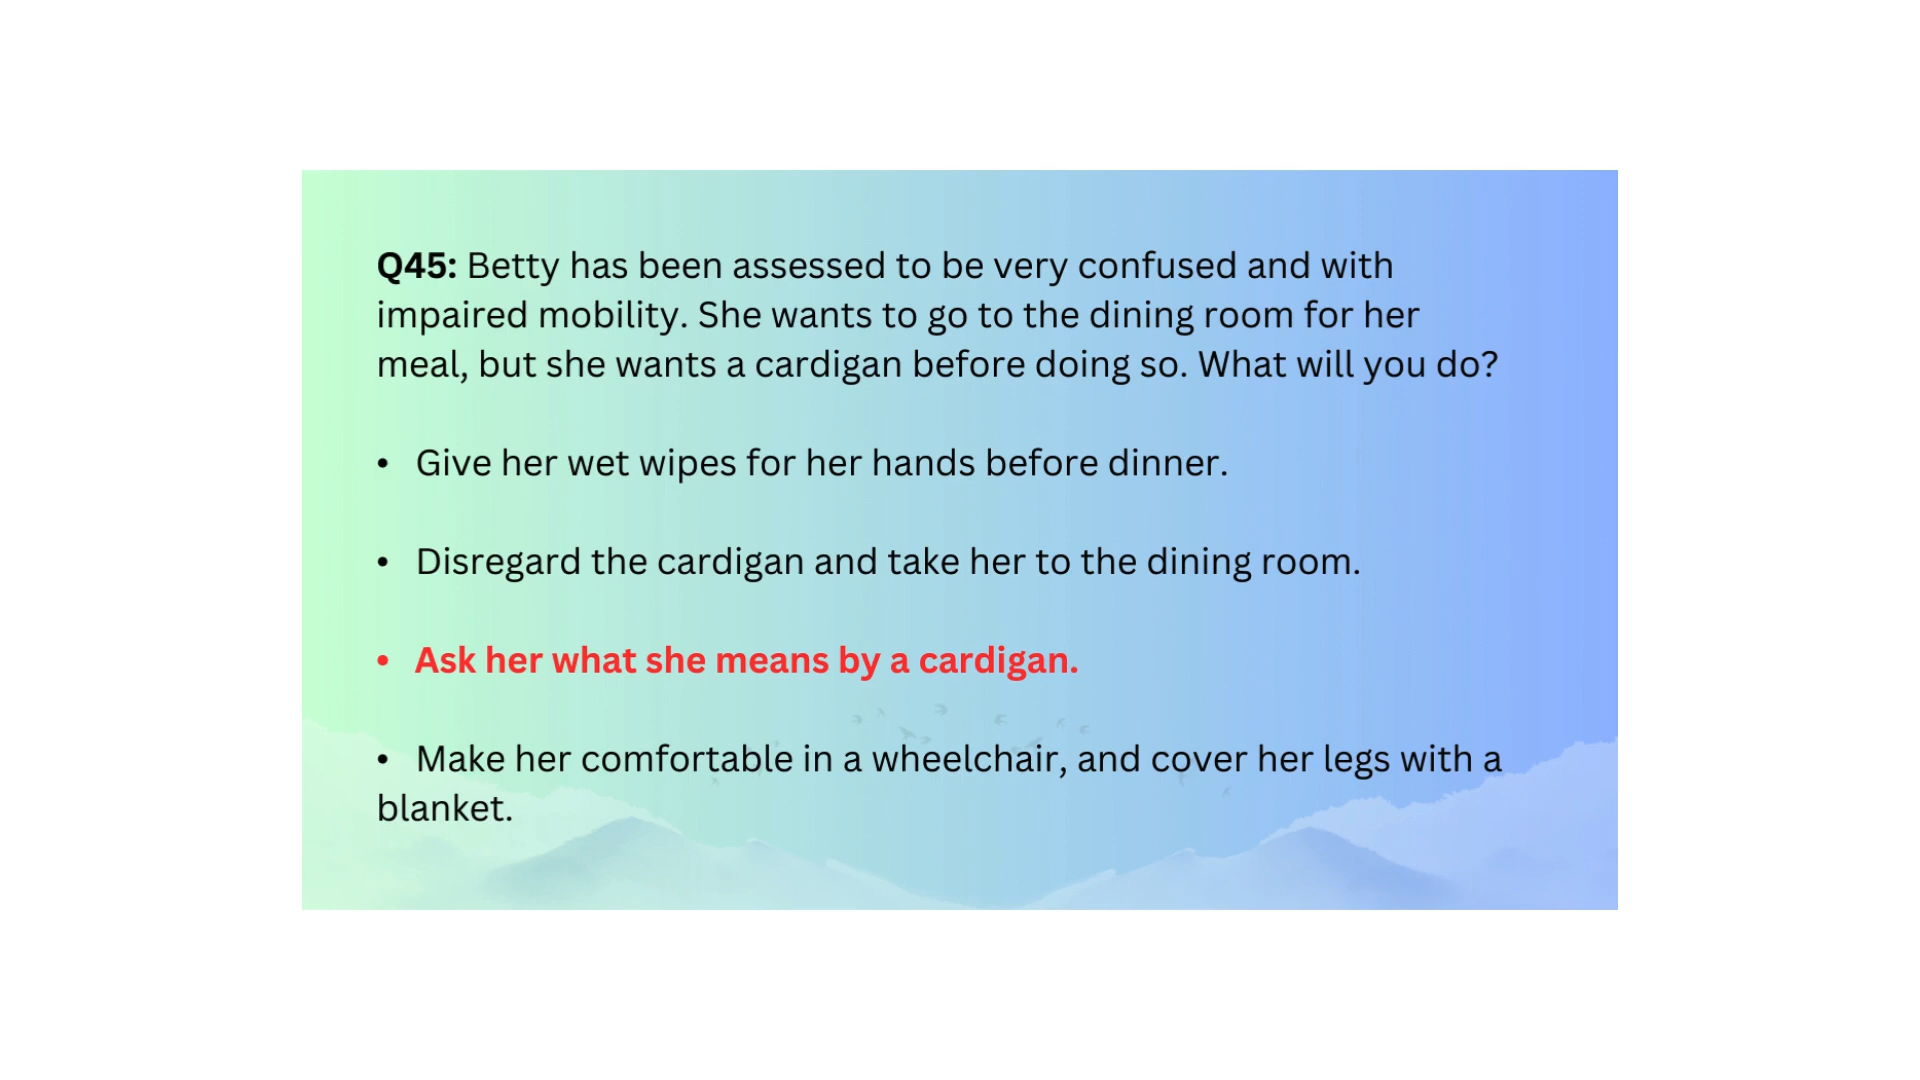 Q45: Betty has been assessed to be very confused and with
impaired mobility. She wants to go to the dining room for her
meal, but she wants a cardigan before doing so. What will you do?
• Give her wet wipes for her hands before dinner.
• Disregard the cardigan and take her to the dining room.
• Ask her what she means by a cardigan.
• Make her comfortable in a wheelchair, and cover her legs with a
blanket.